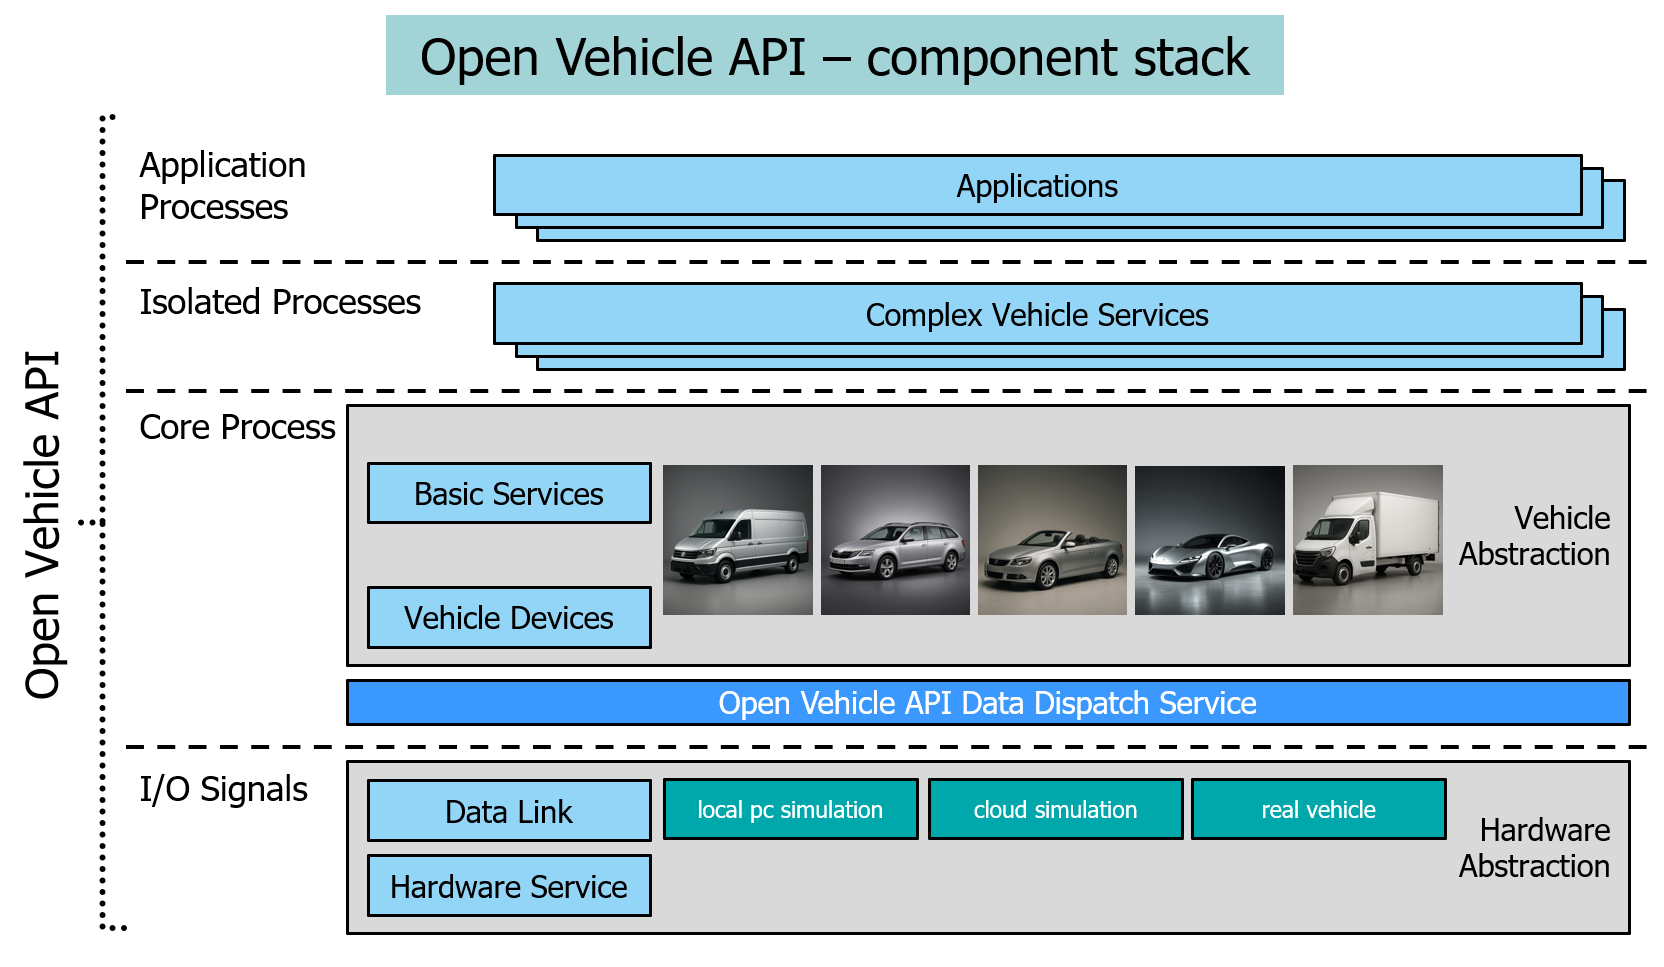 Open Vehicle API – component stack
Open Vehicle API
Application
Processes
Applications
Isolated Processes
Complex Vehicle Services
Core Process
Basic Services
Vehicle Devices
Vehicle
Abstraction
Open Vehicle API Data Dispatch Service
I/O Signals
Data Link
local pc simulation
cloud simulation
real vehicle
Hardware Service
Hardware
Abstraction